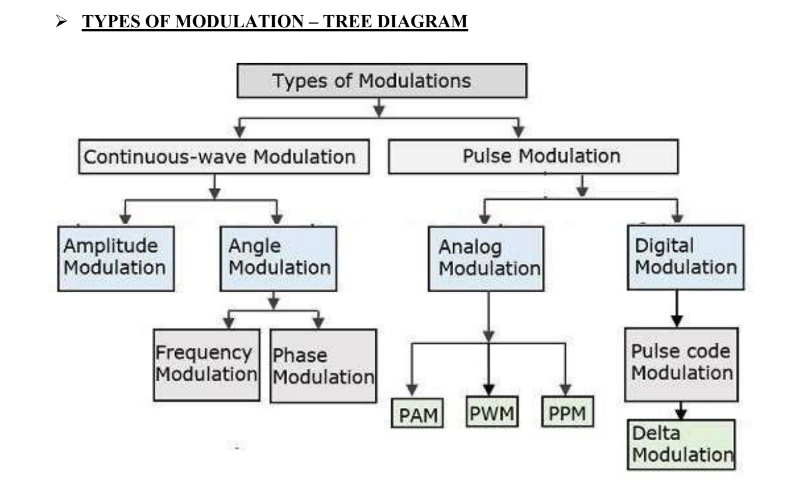 ➢ TYPES OF MODULATION – TREE DIAGRAM
Types of Modulations
Continuous-wave Modulation
Pulse Modulation
Amplitude
Modulation
Angle
Modulation
Analog
Modulation
Digital
Modulation
Frequency
Modulation
Phase
Modulation
Pulse code
Modulation
PAM
PWM
PPM
Delta
Modulation